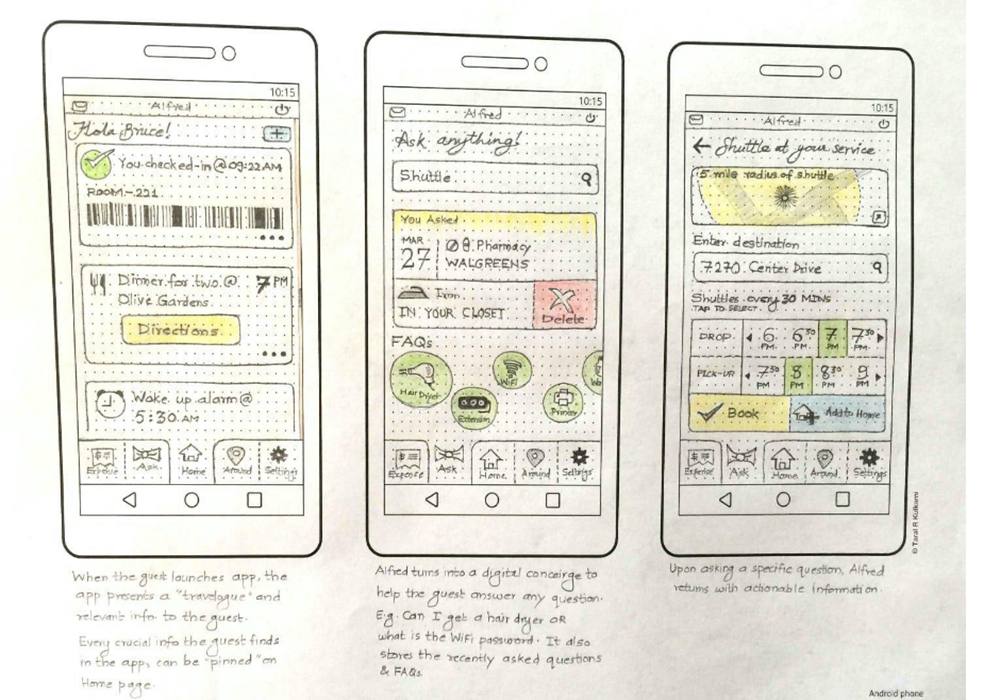 10:15
Alfred
Hola Bruce!
You checked-in @ 09:22 AM
ROOM-221
Dinner for two @
Olive Gardens
7 PM
Directions
Wake up alarm @
5:30 AM
Expense
Ask
Home
Around
Settings
When the guest launches app, the
app presents a "travelogue" and
relevant info to the guest.
Every crucial info the guest finds
in the app, can be "pinned" on
Home page.
10:15
Alfred
Ask anything!
Shuttle
You Asked
MAR
27
Pharmacy
WALGREENS
Iron
IN YOUR CLOSET
Delete
FAQs
Hair Dryer
WiFi
Extension
Printer
Expense
Ask
Home
Around
Settings
Alfred turns into a digital conceirge to
help the guest answer any question.
E.g. Can I get a hair dryer OR
what is the WiFi password. It also
stores the recently asked questions
& FAQs.
10:15
Alfred
Shuttle at your service
5 mile radius of shuttle
Enter destination
7270 Center Drive
Shuttles every 30 MINS
TAP TO SELECT
DROP
6 PM
6 30 PM
7 PM
7 30 PM
PICK-UP
7 30 PM
8 PM
8 30 PM
9 PM
Book
Add to Home
Expense
Ask
Home
Around
Settings
Upon asking a specific question, Alfred
returns with actionable information.
© Taral R Kulkarni
Android phone